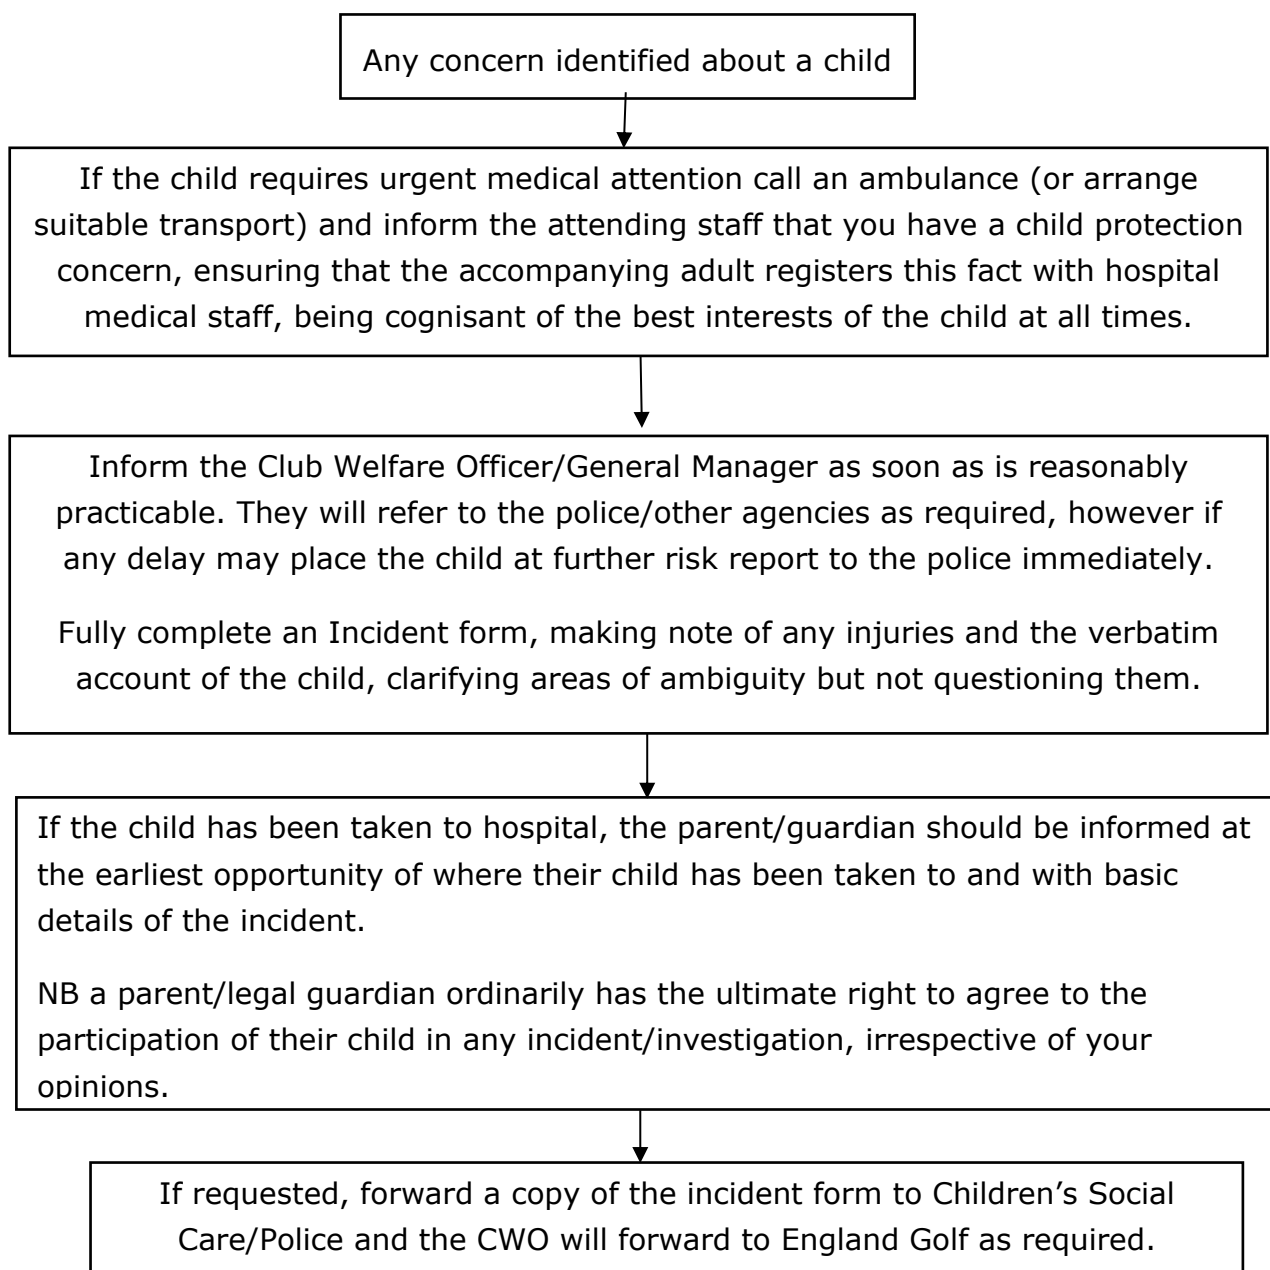 Any concern identified about a child
If the child requires urgent medical attention call an ambulance (or arrange
suitable transport) and inform the attending staff that you have a child protection
concern, ensuring that the accompanying adult registers this fact with hospital
medical staff, being cognisant of the best interests of the child at all times.
Inform the Club Welfare Officer/General Manager as soon as is reasonably
practicable. They will refer to the police/other agencies as required, however if
any delay may place the child at further risk report to the police immediately.
Fully complete an Incident form, making note of any injuries and the verbatim
account of the child, clarifying areas of ambiguity but not questioning them.
If the child has been taken to hospital, the parent/guardian should be informed at
the earliest opportunity of where their child has been taken to and with basic
details of the incident.
NB a parent/legal guardian ordinarily has the ultimate right to agree to the
participation of their child in any incident/investigation, irrespective of your
opinions.
If requested, forward a copy of the incident form to Children’s Social
Care/Police and the CWO will forward to England Golf as required.